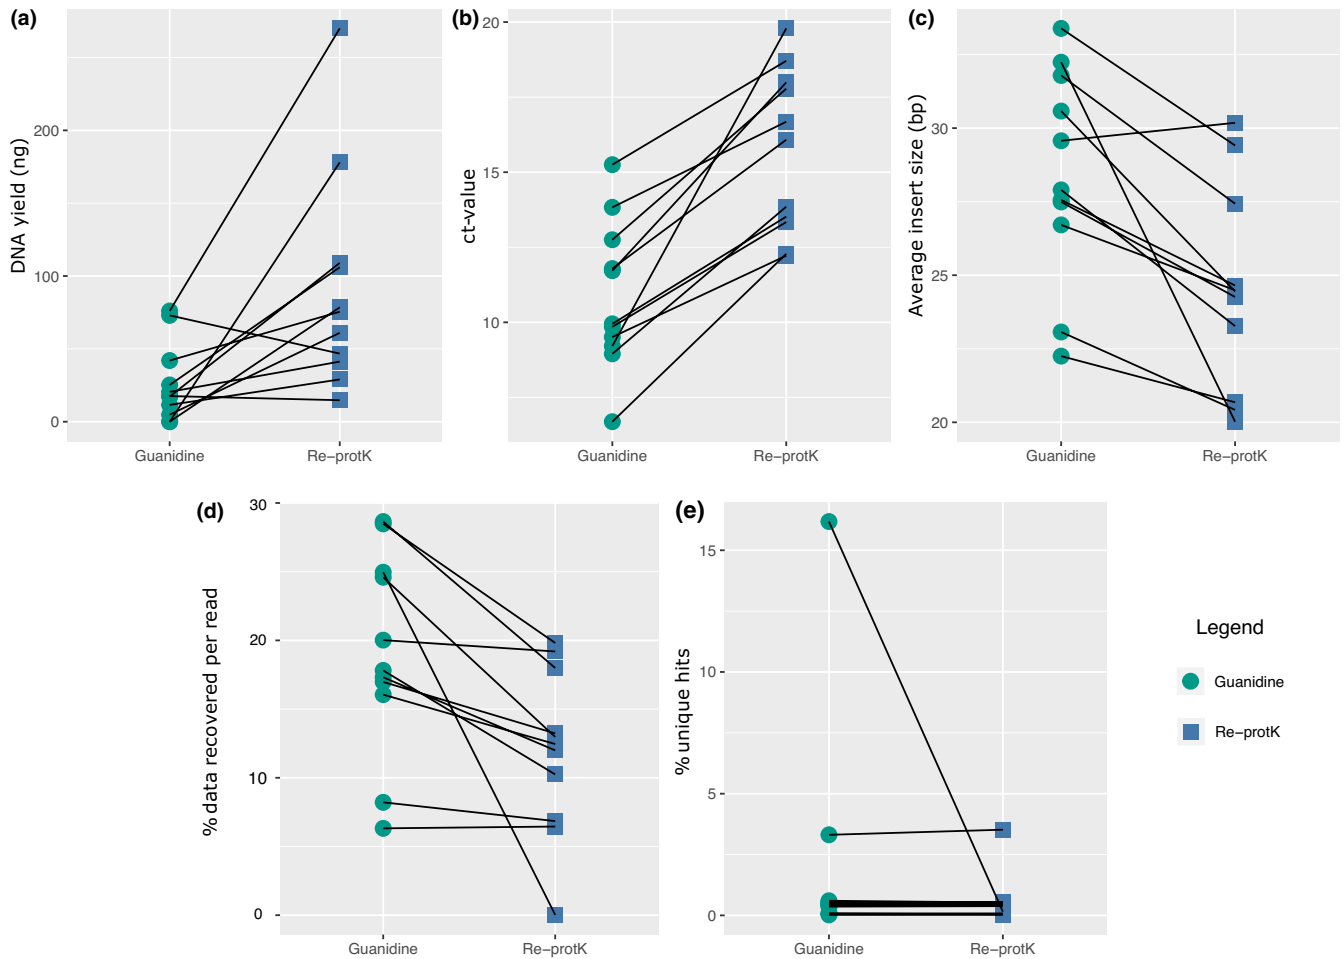 (a)
DNA yield (ng)
200
100
0
Guanidine
Re-protK
(b)
ct-value
20
15
10
Guanidine
Re-protK
(c)
Average insert size (bp)
30
25
20
Guanidine
Re-protK
(d)
% data recovered per read
30
20
10
0
Guanidine
Re-protK
(e)
% unique hits
15
10
5
0
Guanidine
Re-protK
Legend
Guanidine
Re-protK